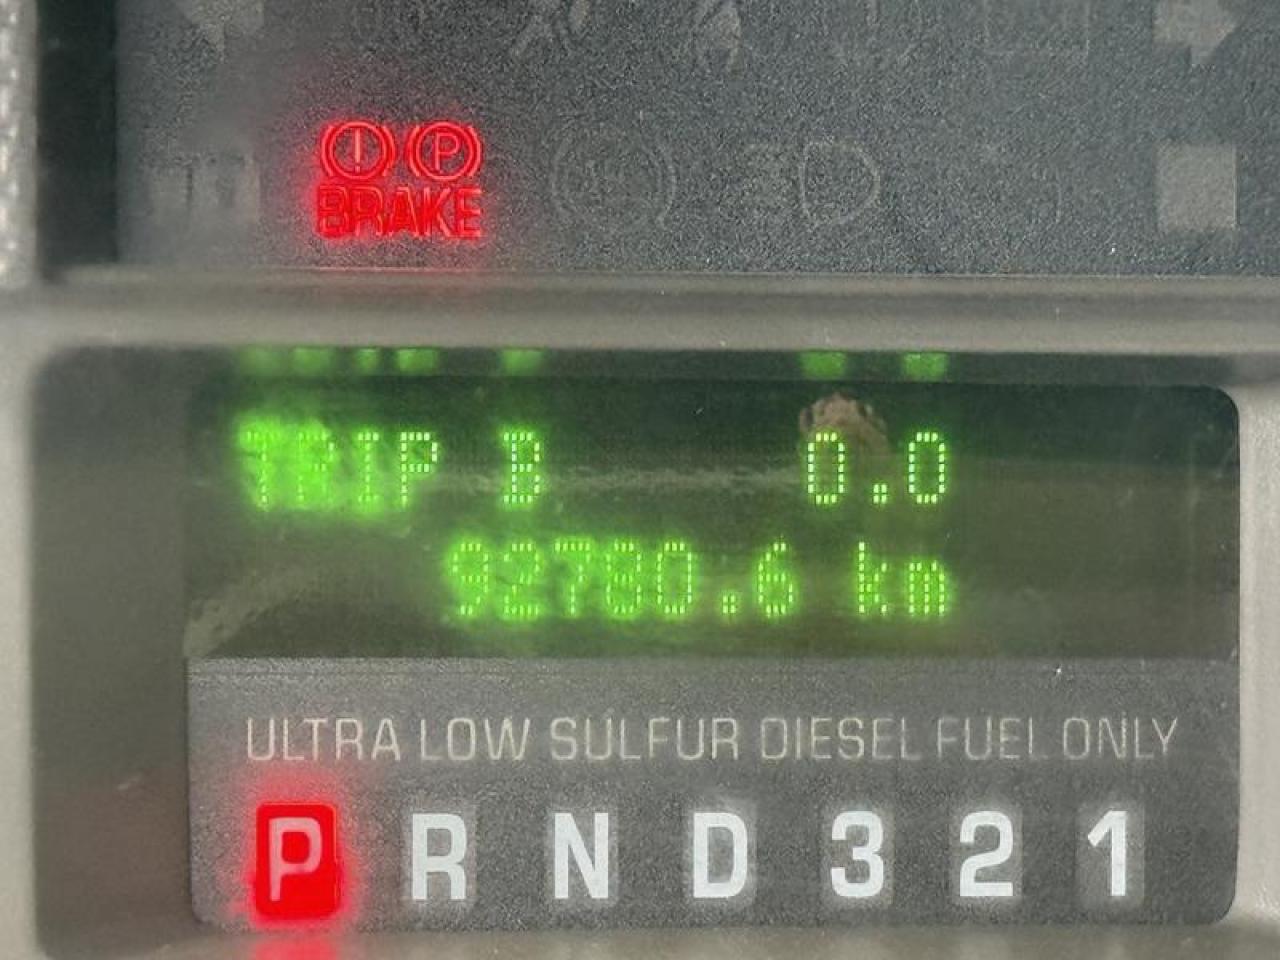 BRAKE
TRIP B 0.0
92780.6 km
ULTRA LOW SULFUR DIESEL FUEL ONLY
P R N D 3 2 1